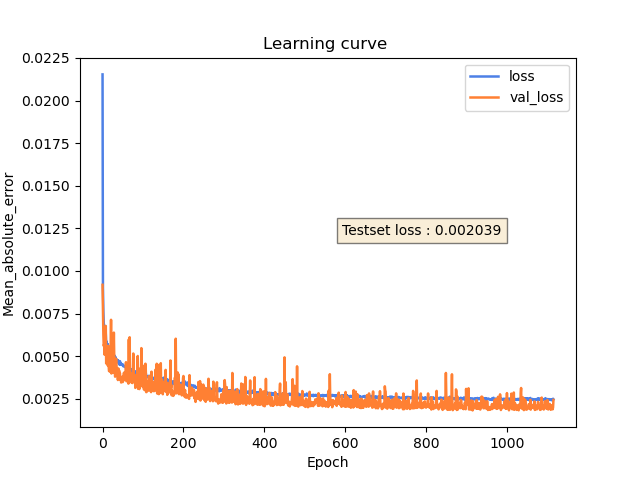 Learning curve
0.0225
0.0200
0.0175
0.0150
0.0125
0.0100
0.0075
0.0050
0.0025
Mean_absolute_error
loss
val_loss
Testset loss : 0.002039
0 200 400 600 800 1000
Epoch